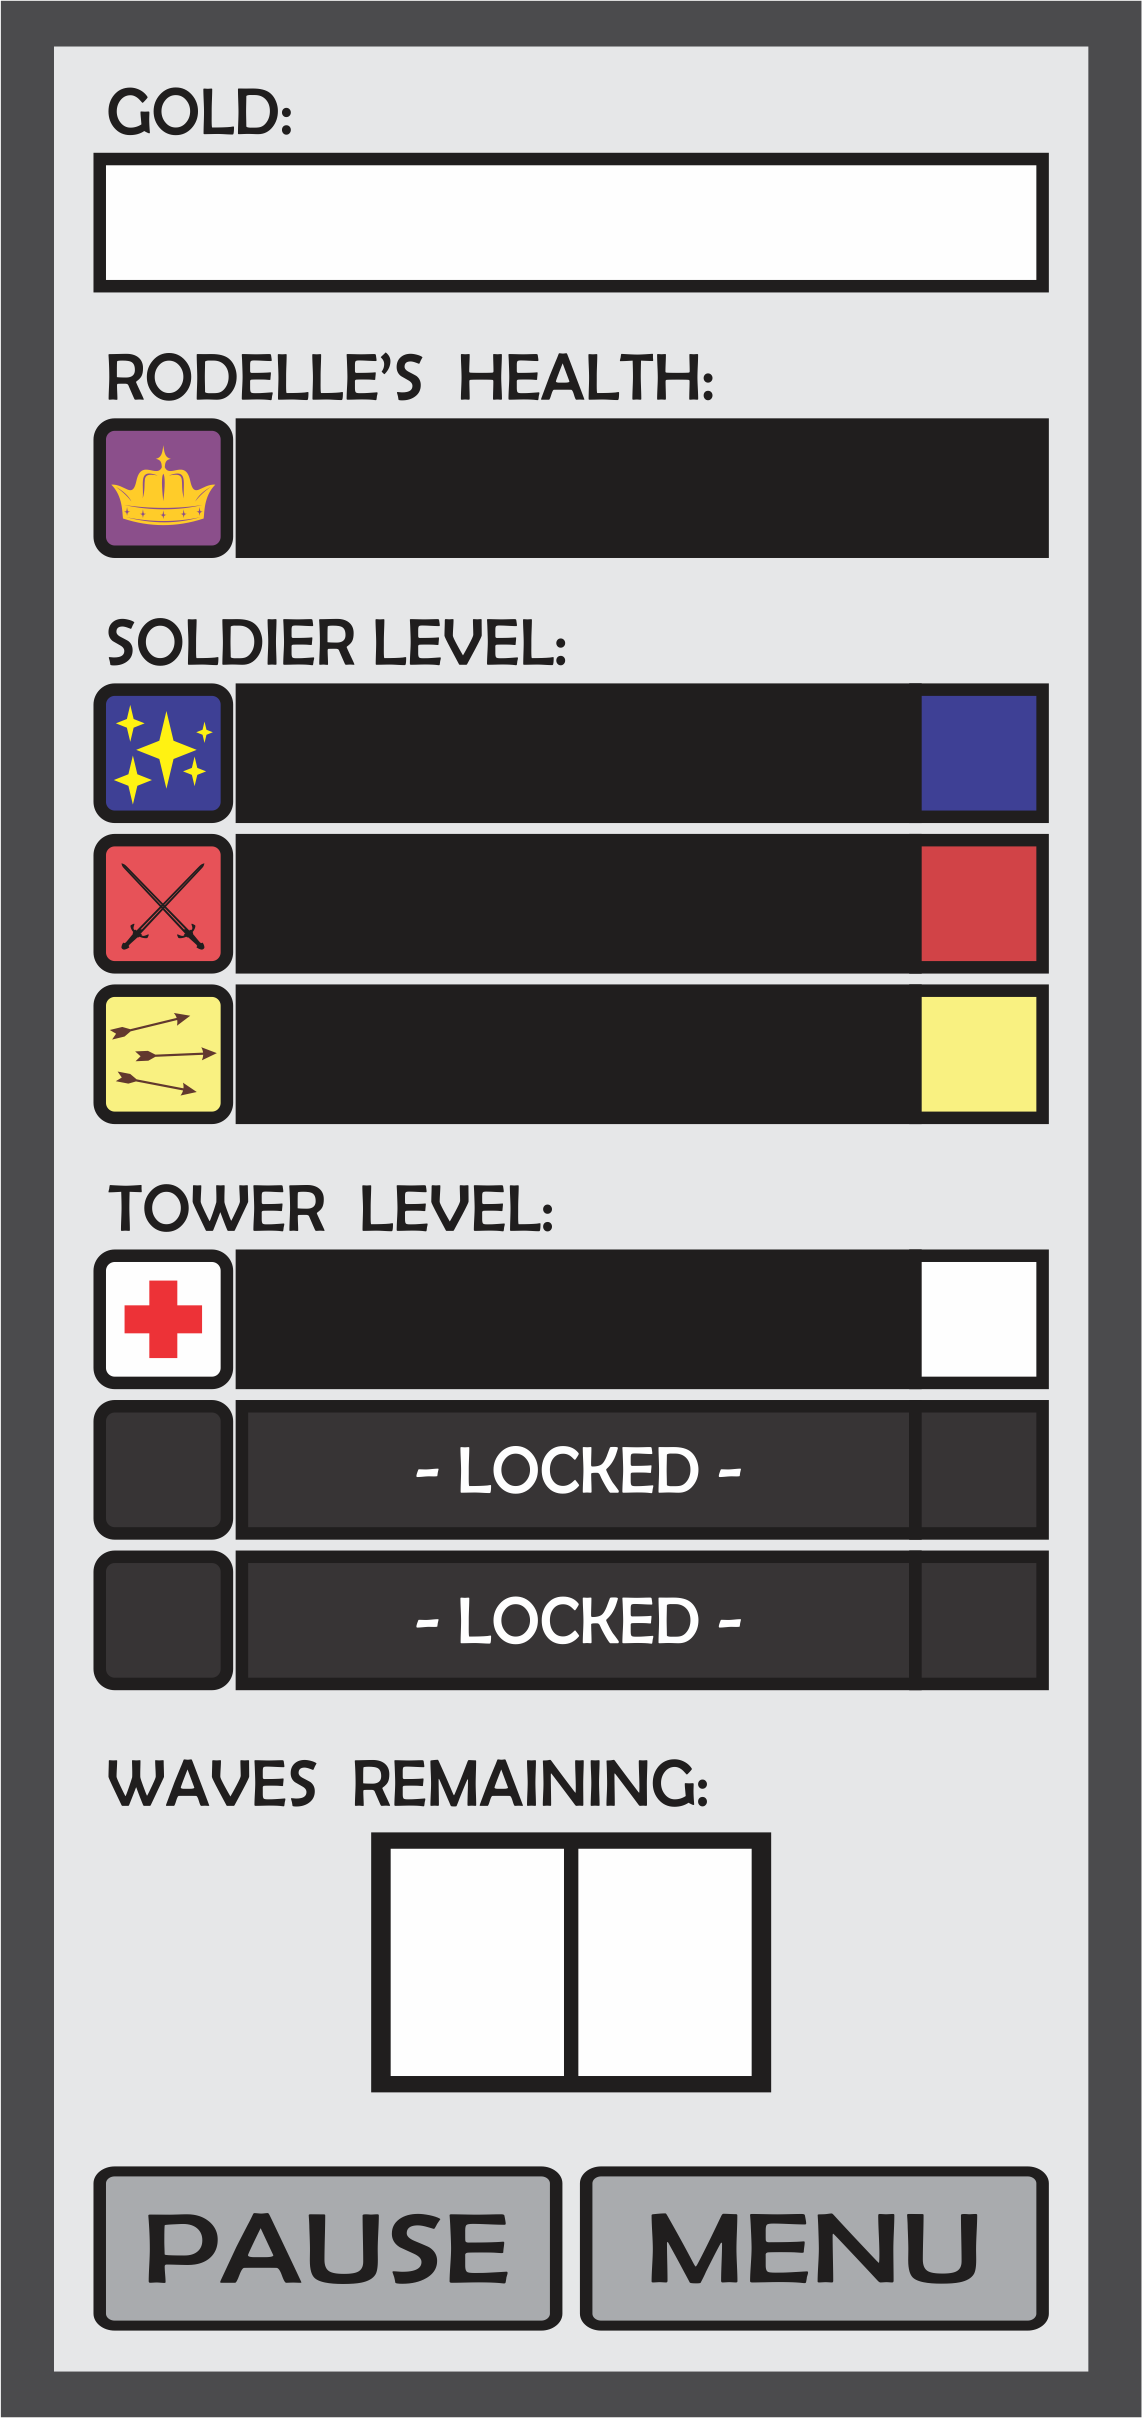 GOLD:
RODELLE’S HEALTH:
SOLDIER LEVEL:
TOWER LEVEL:
- LOCKED -
- LOCKED -
WAVES REMAINING:
PAUSE
MENU